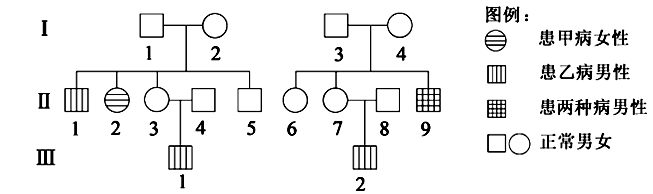 图例：
I
1 2 3 4
患甲病女性
患乙病男性
II
1 2 3 4 5 6 7 8 9
患两种病男性
正常男女
III
1 2